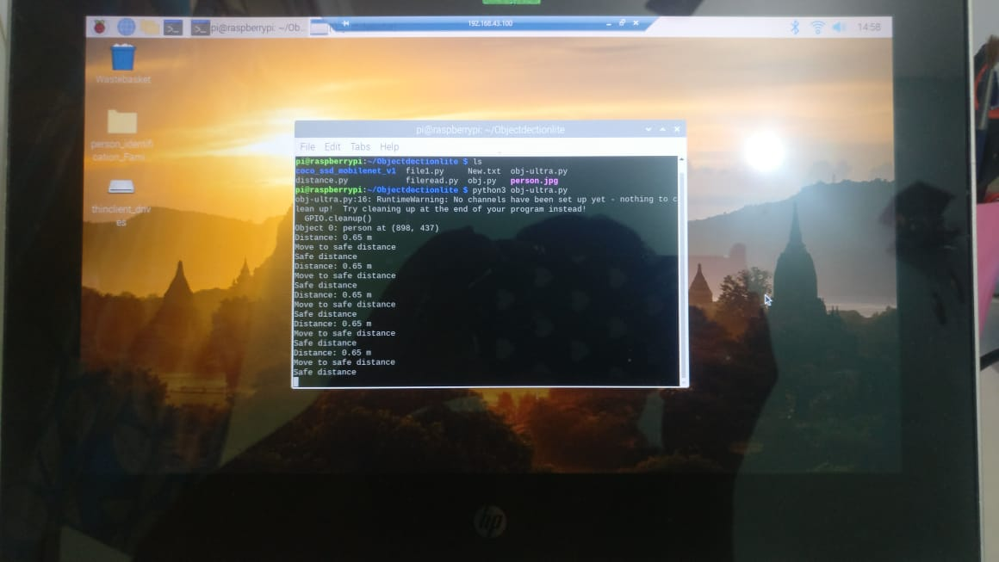 pi@raspberrypi: ~/Ob...
192.168.43.100
14:58
Wastebasket
person_identifi
cation_Fami...
thinclient_driv
es
pi@raspberrypi: ~/Objectdectionlite
File Edit Tabs Help
pi@raspberrypi:~/Objectdectionlite $ ls
coco_ssd_mobilenet_v1 file1.py New.txt obj-ultra.py
distance.py fileread.py obj.py person.jpg
pi@raspberrypi:~/Objectdectionlite $ python3 obj-ultra.py
obj-ultra.py:16: RuntimeWarning: No channels have been set up yet - nothing to c
lean up! Try cleaning up at the end of your program instead!
GPIO.cleanup()
Object 0: person at (898, 437)
Distance: 0.65 m
Move to safe distance
Safe distance
Distance: 0.65 m
Move to safe distance
Safe distance
Distance: 0.65 m
Move to safe distance
Safe distance
Distance: 0.65 m
Move to safe distance
Safe distance
Distance: 0.65 m
Move to safe distance
Safe distance
hp